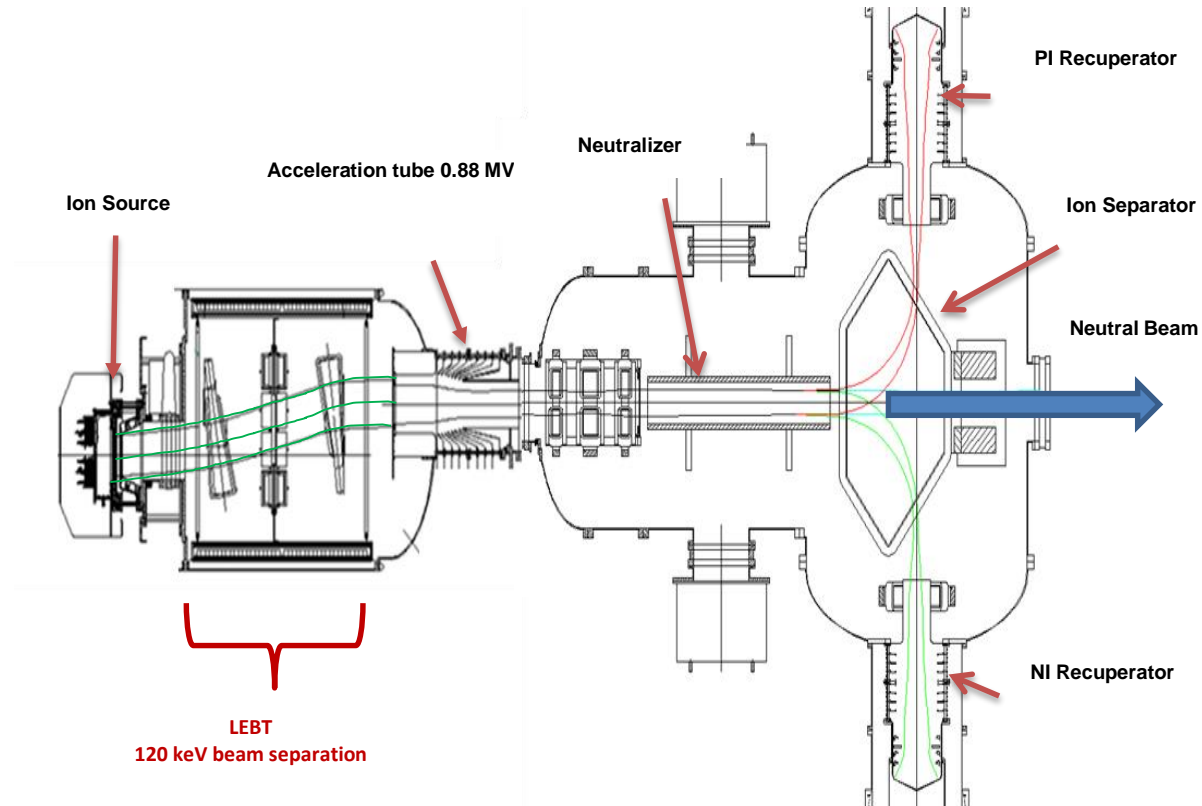 PI Recuperator
Neutralizer
Acceleration tube 0.88 MV
Ion Source
Ion Separator
Neutral Beam
NI Recuperator
LEBT
120 keV beam separation